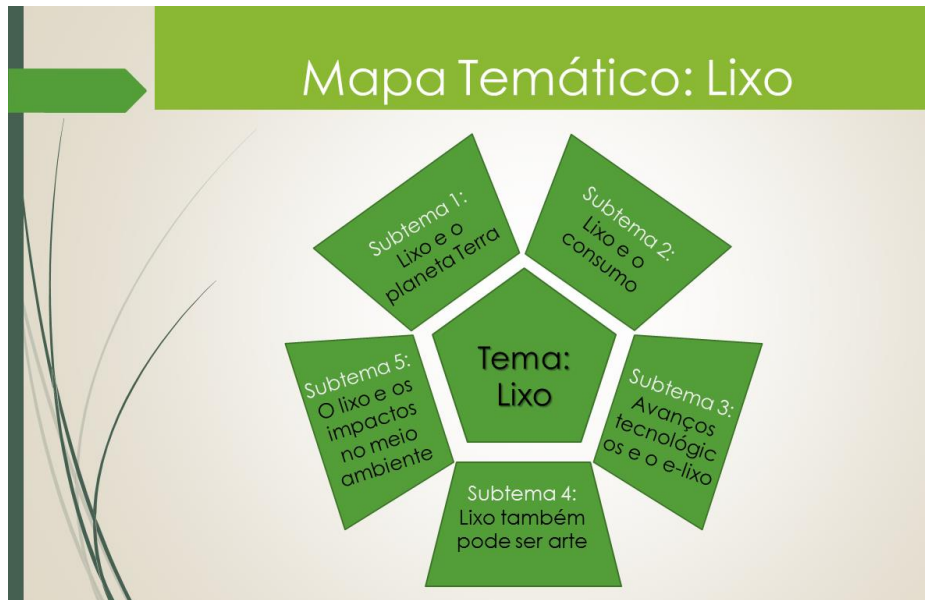 Mapa Temático: Lixo
Subtema 1:
Lixo e o
planeta Terra
Subtema 2:
Lixo e o
consumo
Tema:
Lixo
Subtema 5:
O lixo e os
impactos
no meio
ambiente
Subtema 3:
Avanços
tecnológic
os e o e-lixo
Subtema 4:
Lixo também
pode ser arte